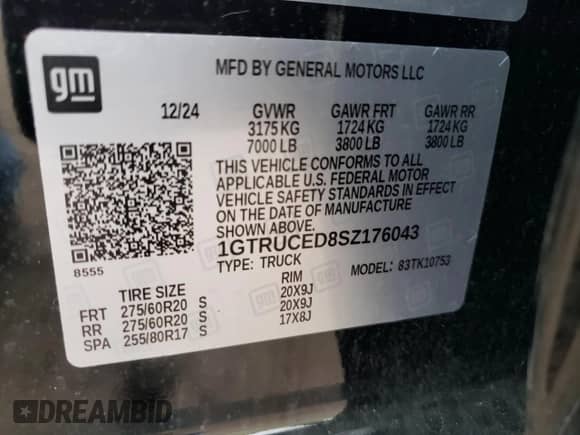 gm
MFD BY GENERAL MOTORS LLC
12/24 GVWR GAWR FRT GAWR RR
3175 KG 1724 KG 1724 KG
7000 LB 3800 LB 3800 LB
THIS VEHICLE CONFORMS TO ALL
APPLICABLE U.S. FEDERAL MOTOR
VEHICLE SAFETY STANDARDS IN EFFECT
ON THE DATE OF MANUFACTURE
SHOWN ABOVE.
8555
1GTRUCED8SZ176043
TYPE: TRUCK MODEL: 83TK10753
TIRE SIZE RIM
FRT 275/60R20 S 20X9J
RR 275/60R20 S 20X9J
SPA 255/80R17 S 17X8J
DREAMBID